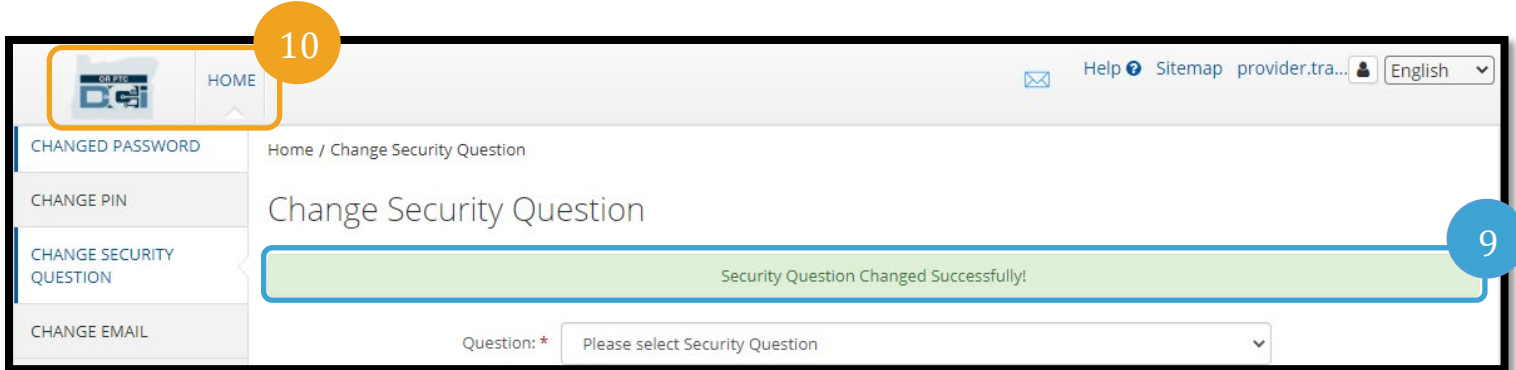 10
OR PTC
DCI
HOME
Help ? Sitemap provider.tra... English
CHANGED PASSWORD
CHANGE PIN
CHANGE SECURITY
QUESTION
CHANGE EMAIL
Home / Change Security Question
Change Security Question
9
Security Question Changed Successfully!
Question: * Please select Security Question